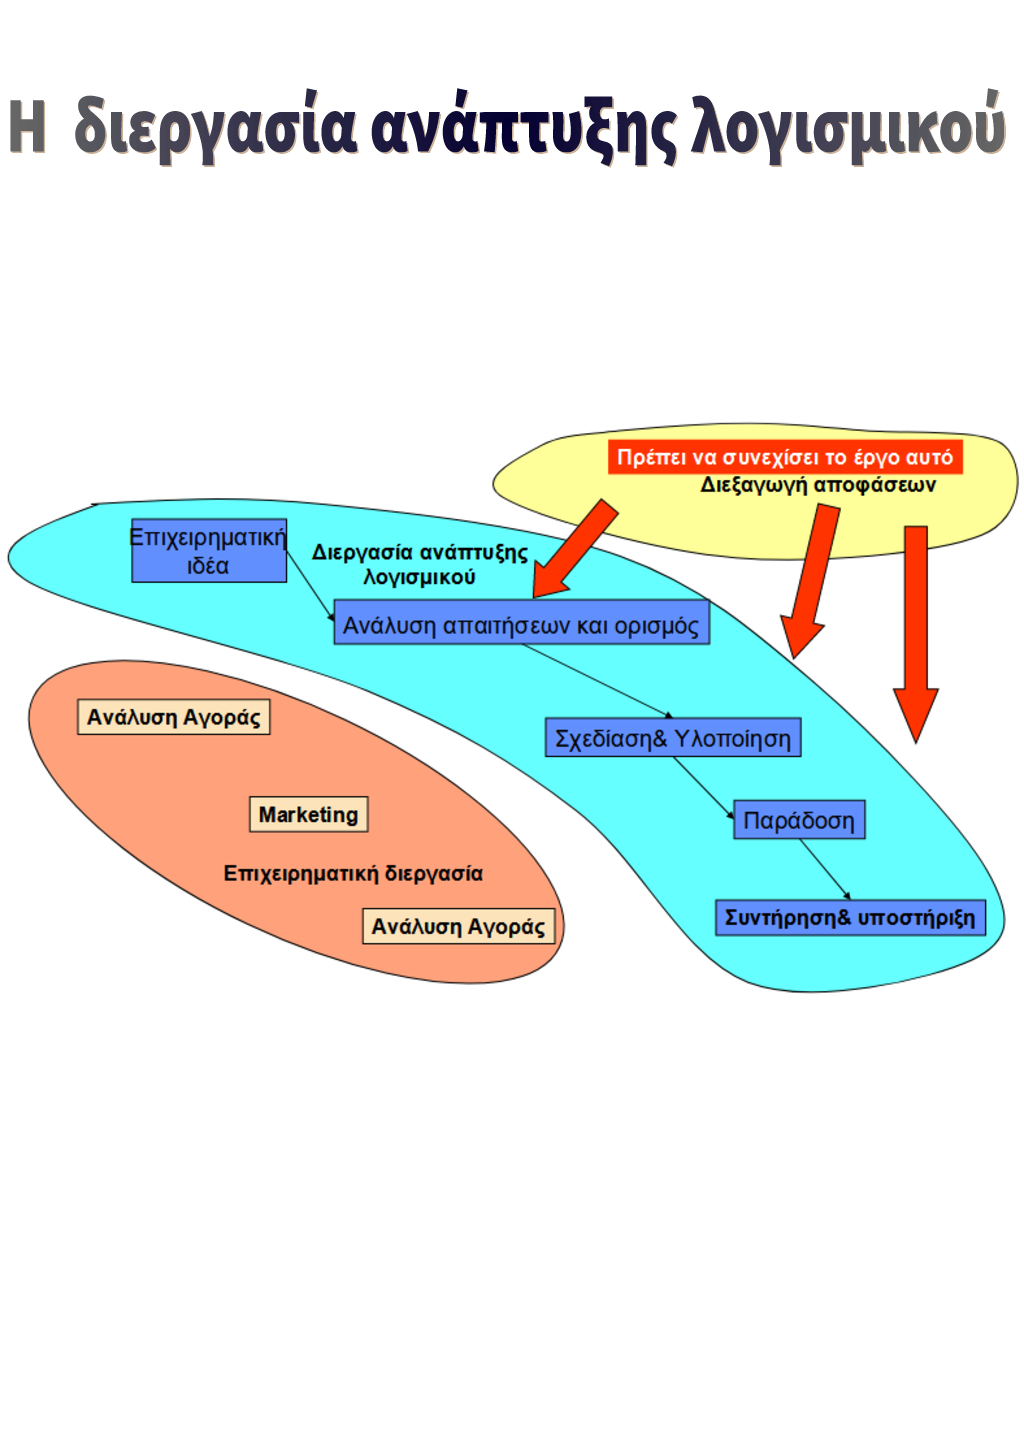 Η διεργασία ανάπτυξης λογισμικού
Πρέπει να συνεχίσει το έργο αυτό
Διεξαγωγή αποφάσεων
Επιχειρηματική
ιδέα
Διεργασία ανάπτυξης
λογισμικού
Ανάλυση απαιτήσεων και ορισμός
Ανάλυση Αγοράς
Σχεδίαση& Υλοποίηση
Marketing
Παράδοση
Επιχειρηματική διεργασία
Ανάλυση Αγοράς
Συντήρηση& υποστήριξη